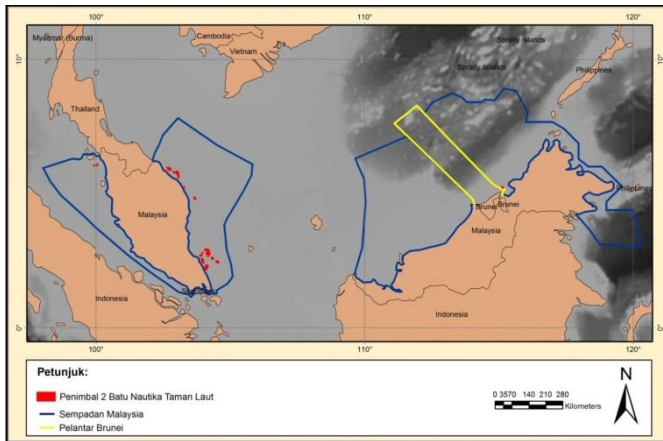 100° 110° 120°
Myanmar (Burma)
Cambodia
Vietnam
Spratly Islands
Spratly Islands
10° 10°
Philippines
Thailand
Philippines
Malaysia
Brunei Brunei
Malaysia
Indonesia
Indonesia
0° 0°
100° 110° 120°
Petunjuk:
Penimbal 2 Batu Nautika Taman Laut
Sempadan Malaysia
Pelantar Brunei
N
0 3570 140 210 280
Kilometers